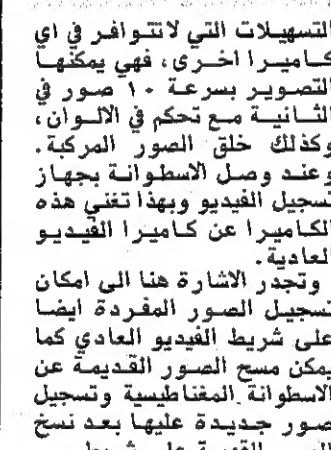 التسهيلات التي لاتتوافر في اي
كاميرا اخرى، فهي يمكنها
التصوير بسرعة ١٠ صور في
الثانية مع تحكم في الالوان،
وكذلك خلق الصور المركبة.
وعند وصل الاسطوانة بجهاز
تسجيل الفيديو وبهذا تغني هذه
الكاميرا عن كاميرا الفيديو
العادية.
وتجدر الاشارة هنا الى امكان
تسجيل الصور المفردة ايضا
على شريط الفيديو العادي كما
يمكن مسح الصور القديمة عن
الاسطوانة المغناطيسية وتسجيل
صور جديدة عليها بعد نسخ